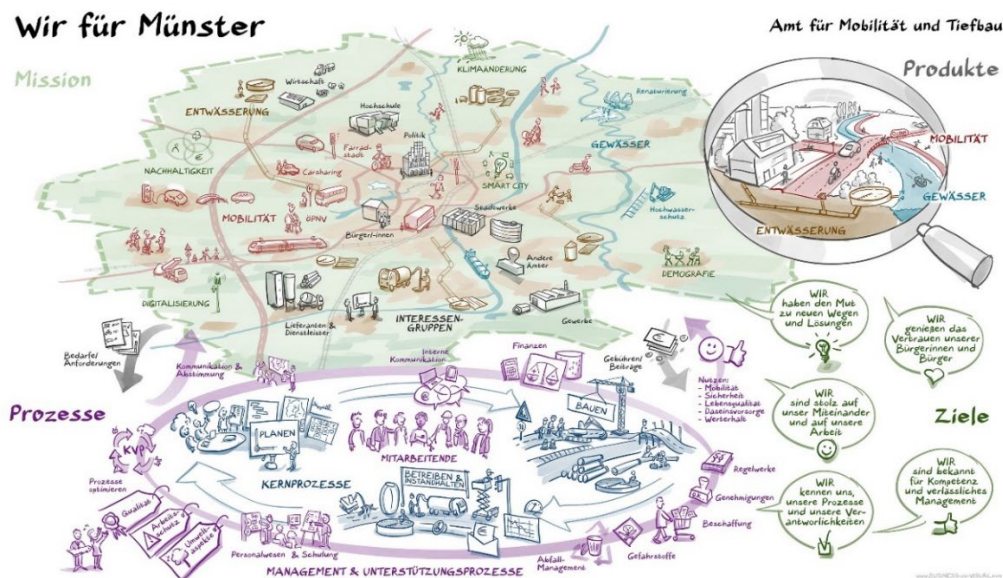 Wir für Münster
Amt für Mobilität und Tiefbau
Mission
Produkte
KLIMAÄNDERUNG
Wirtschaft
Renaturierung
ENTWÄSSERUNG
Hochschule
Politik
Fahrrad-
stadt
GEWÄSSER
NACHHALTIGKEIT
Carsharing
SMART CITY
MOBILITÄT
ÖPNV
Stadtwerke
Hochwasser-
schutz
Bürger/-innen
Andere
Ämter
DEMOGRAFIE
DIGITALISIERUNG
Lieferanten &
Dienstleister
INTERESSEN-
GRUPPEN
Gewerbe
MOBILITÄT
GEWÄSSER
ENTWÄSSERUNG
Bedarfe/
Anforderungen
Kommunikation &
Abstimmung
Interne
Kommunikation
Finanzen
Gebühren/
Beiträge
Nutzen:
- Mobilität
- Sicherheit
- Lebensqualität
- Daseinsvorsorge
- Werterhalt
Prozesse
KVP
PLANEN
MITARBEITENDE
BAUEN
KERNPROZESSE
BETREIBEN &
INSTANDHALTEN
Regelwerke
Genehmigungen
Beschaffung
Gefahrstoffe
Abfall-
Management
Prozesse
optimieren
Qualität
Arbeits-
schutz
Umwelt-
aspekte
Personalwesen & Schulung
MANAGEMENT & UNTERSTÜTZUNGSPROZESSE
WIR
haben den Mut
zu neuen Wegen
und Lösungen
WIR
genießen das
Vertrauen unserer
Bürgerinnen und
Bürger
WIR
sind stolz auf
unser Miteinander
und auf unsere
Arbeit
Ziele
WIR
kennen uns,
unsere Prozesse
und unsere Ver-
antwortlichkeiten
WIR
sind bekannt
für Kompetenz
und verlässliches
Management